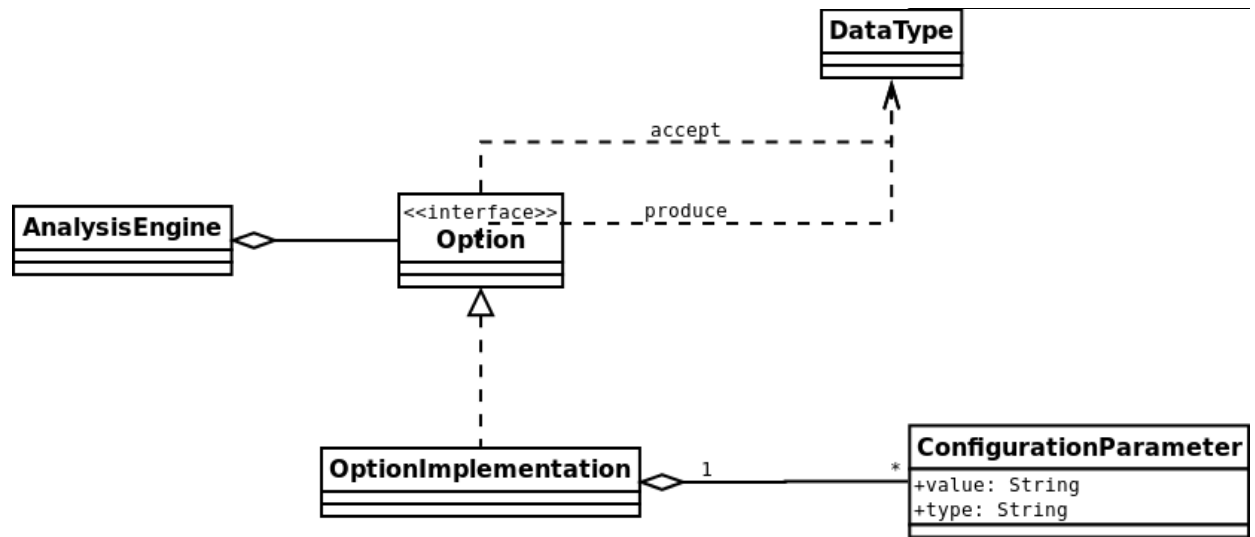 DataType
accept
<<interface>>
produce
AnalysisEngine
Option
OptionImplementation
1
*
ConfigurationParameter
+value: String
+type: String